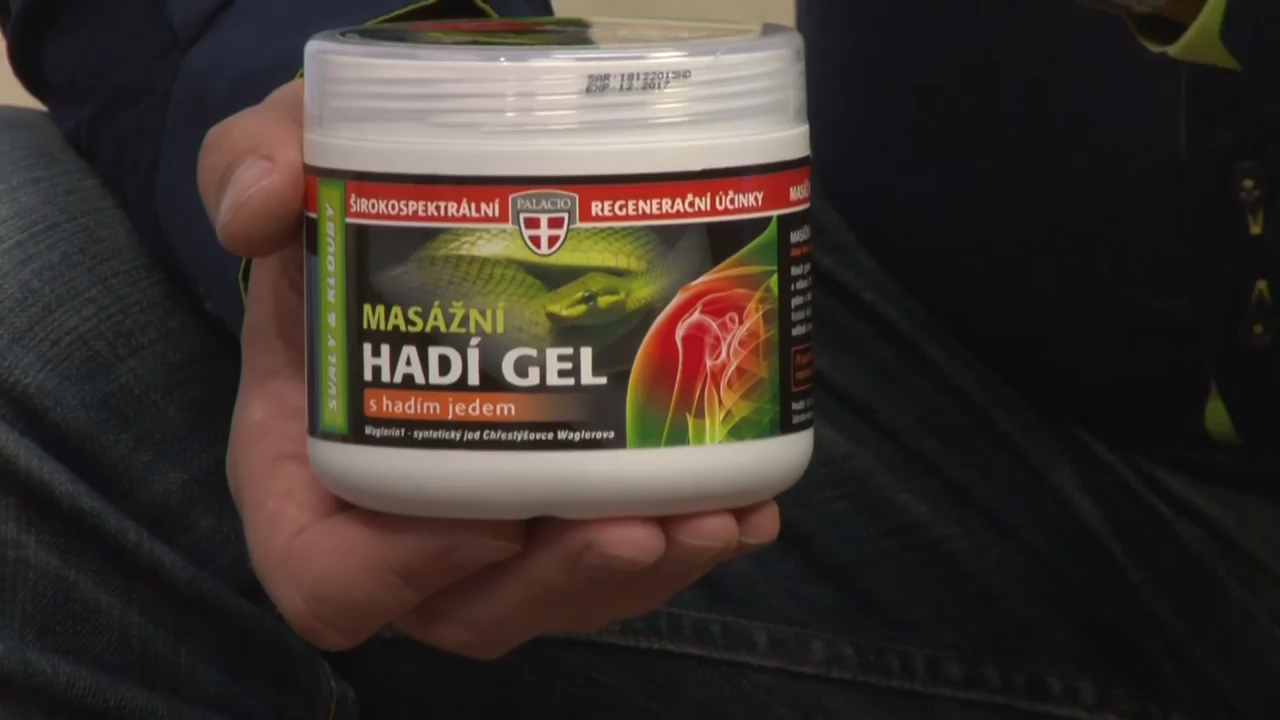 SAR 18122015HD
EXP 12.2017
ŠIROKOSPEKTRÁLNÍ
PALACIO
REGENERAČNÍ ÚČINKY
SVALY & KLOUBY
MASÁŽNÍ
HADÍ GEL
s hadím jedem
Waglerin1 - syntetický jed Chřestýšovce Waglerova